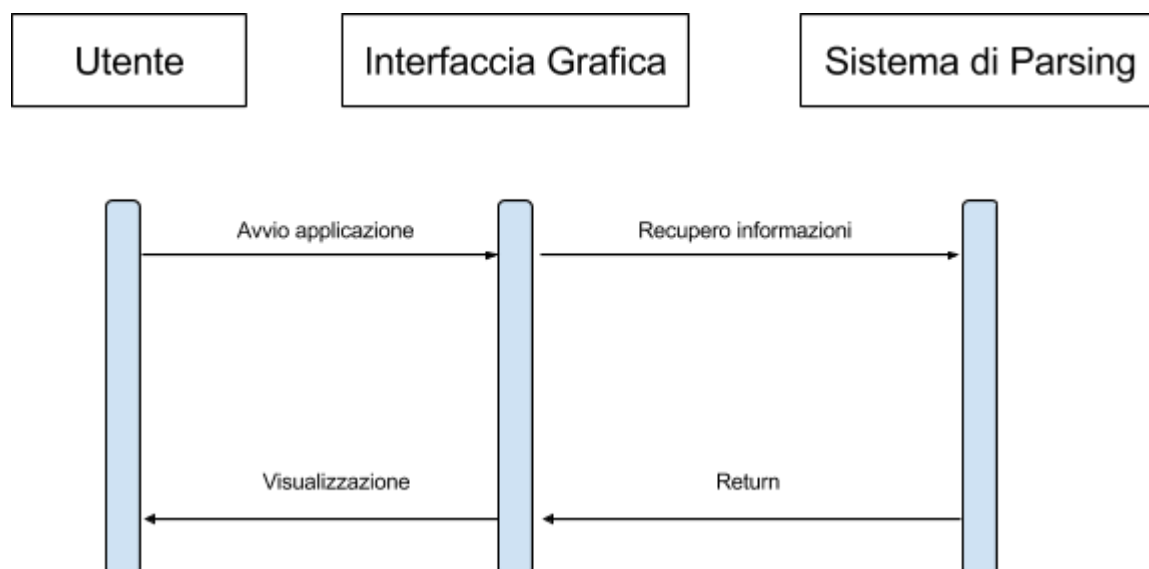 Utente
Interfaccia Grafica
Sistema di Parsing
Avvio applicazione
Recupero informazioni
Visualizzazione
Return